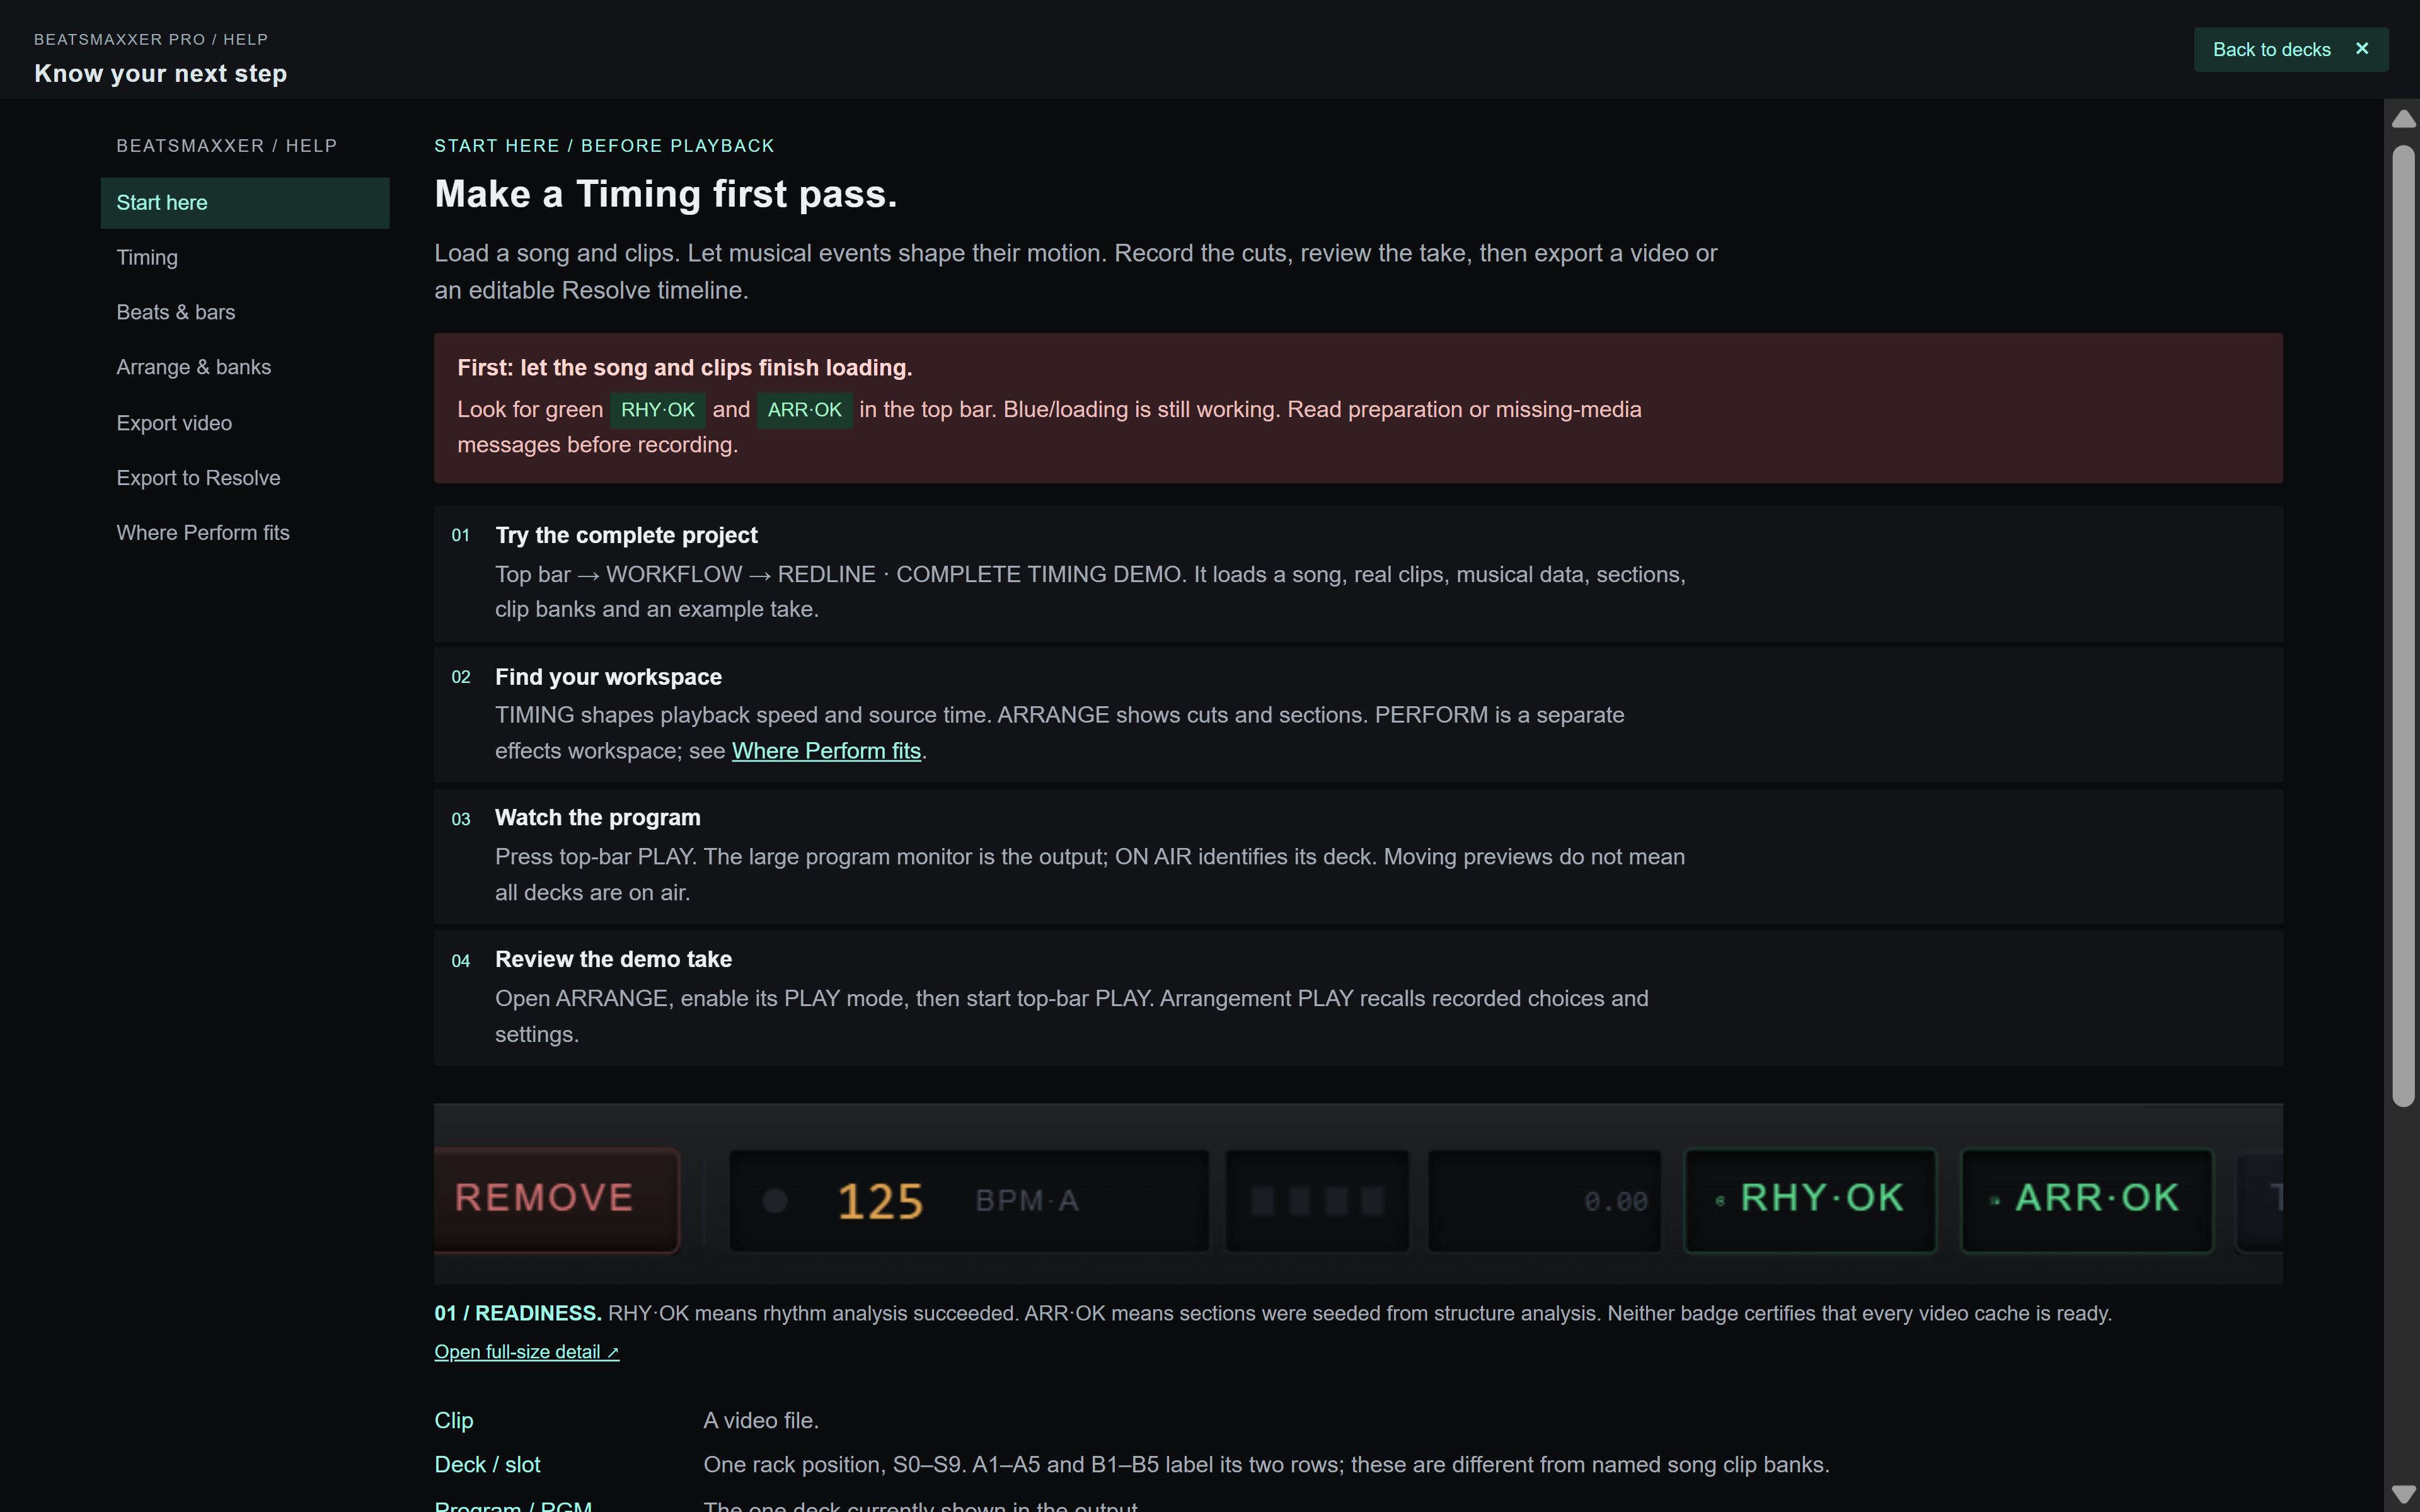 BEATSMAXXER PRO / HELP
Know your next step
Back to decks ✕
BEATSMAXXER / HELP
Start here
Timing
Beats & bars
Arrange & banks
Export video
Export to Resolve
Where Perform fits
START HERE / BEFORE PLAYBACK
Make a Timing first pass.
Load a song and clips. Let musical events shape their motion. Record the cuts, review the take, then export a video or
an editable Resolve timeline.
First: let the song and clips finish loading.
Look for green RHY·OK and ARR·OK in the top bar. Blue/loading is still working. Read preparation or missing-media
messages before recording.
01 Try the complete project
Top bar → WORKFLOW → REDLINE · COMPLETE TIMING DEMO. It loads a song, real clips, musical data, sections,
clip banks and an example take.
02 Find your workspace
TIMING shapes playback speed and source time. ARRANGE shows cuts and sections. PERFORM is a separate
effects workspace; see Where Perform fits.
03 Watch the program
Press top-bar PLAY. The large program monitor is the output; ON AIR identifies its deck. Moving previews do not mean
all decks are on air.
04 Review the demo take
Open ARRANGE, enable its PLAY mode, then start top-bar PLAY. Arrangement PLAY recalls recorded choices and
settings.
REMOVE 125 BPM·A 0.00 RHY·OK ARR·OK
01 / READINESS. RHY·OK means rhythm analysis succeeded. ARR·OK means sections were seeded from structure analysis. Neither badge certifies that every video cache is ready.
Open full-size detail ↗
Clip A video file.
Deck / slot One rack position, S0–S9. A1–A5 and B1–B5 label its two rows; these are different from named song clip banks.
Program / PGM The one deck currently shown in the output.